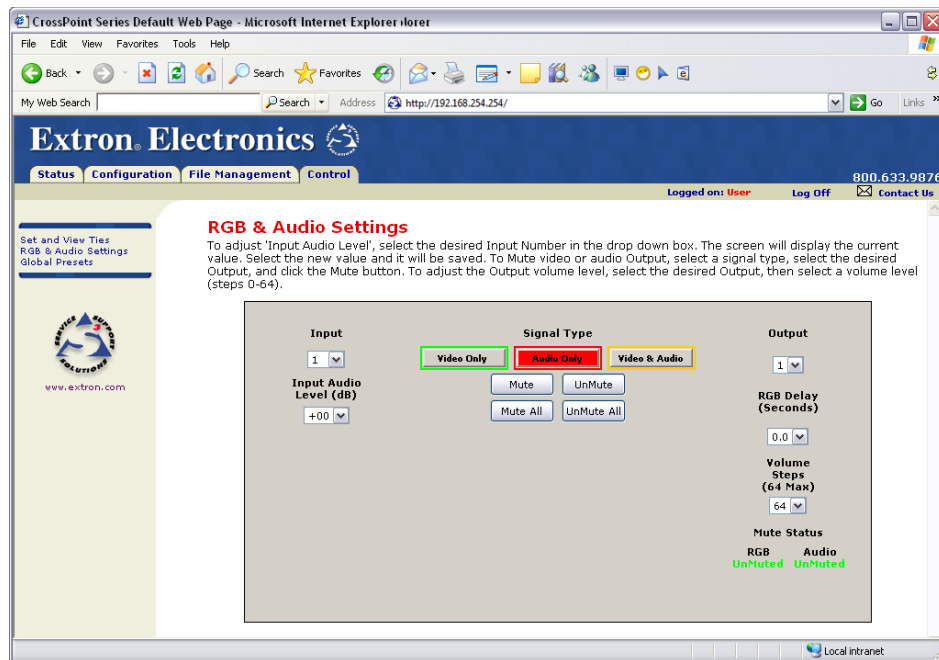 CrossPoint Series Default Web Page - Microsoft Internet Explorer ılorer
File Edit View Favorites Tools Help
Back Search Favorites
My Web Search Search Address http://192.168.254.254/ Go Links »
Extron® Electronics
Status Configuration File Management Control
800.633.9876
Logged on: User Log Off Contact Us
Set and View Ties
RGB & Audio Settings
Global Presets
SERVICE SUPPORT SOLUTIONS
S3
www.extron.com
RGB & Audio Settings
To adjust 'Input Audio Level', select the desired Input Number in the drop down box. The screen will display the current
value. Select the new value and it will be saved. To Mute video or audio Output, select a signal type, select the desired
Output, and click the Mute button. To adjust the Output volume level, select the desired Output, then select a volume level
(steps 0-64).
Input Signal Type Output
1 Video Only Audio Only Video & Audio 1
Input Audio
Level (dB)
+00
Mute UnMute
Mute All UnMute All
RGB Delay
(Seconds)
0.0
Volume
Steps
(64 Max)
64
Mute Status
RGB Audio
UnMuted UnMuted
Local intranet